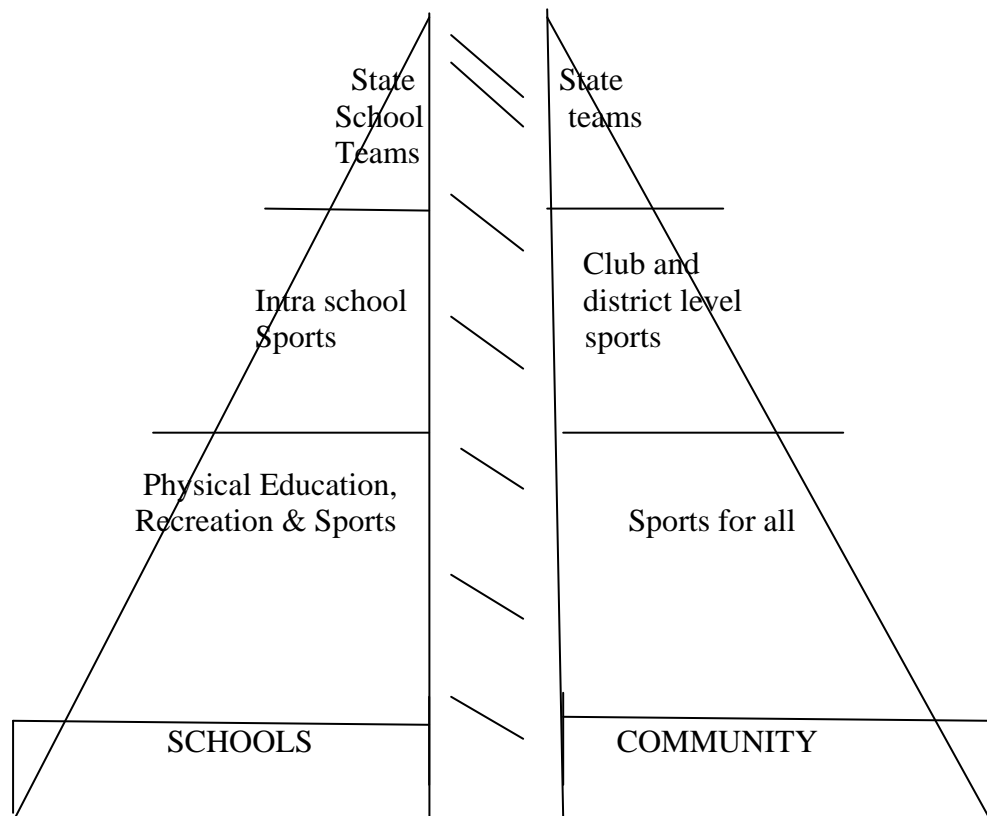 State
School
Teams
State
teams
Intra school
Sports
Club and
district level
sports
Physical Education,
Recreation & Sports
Sports for all
SCHOOLS
COMMUNITY